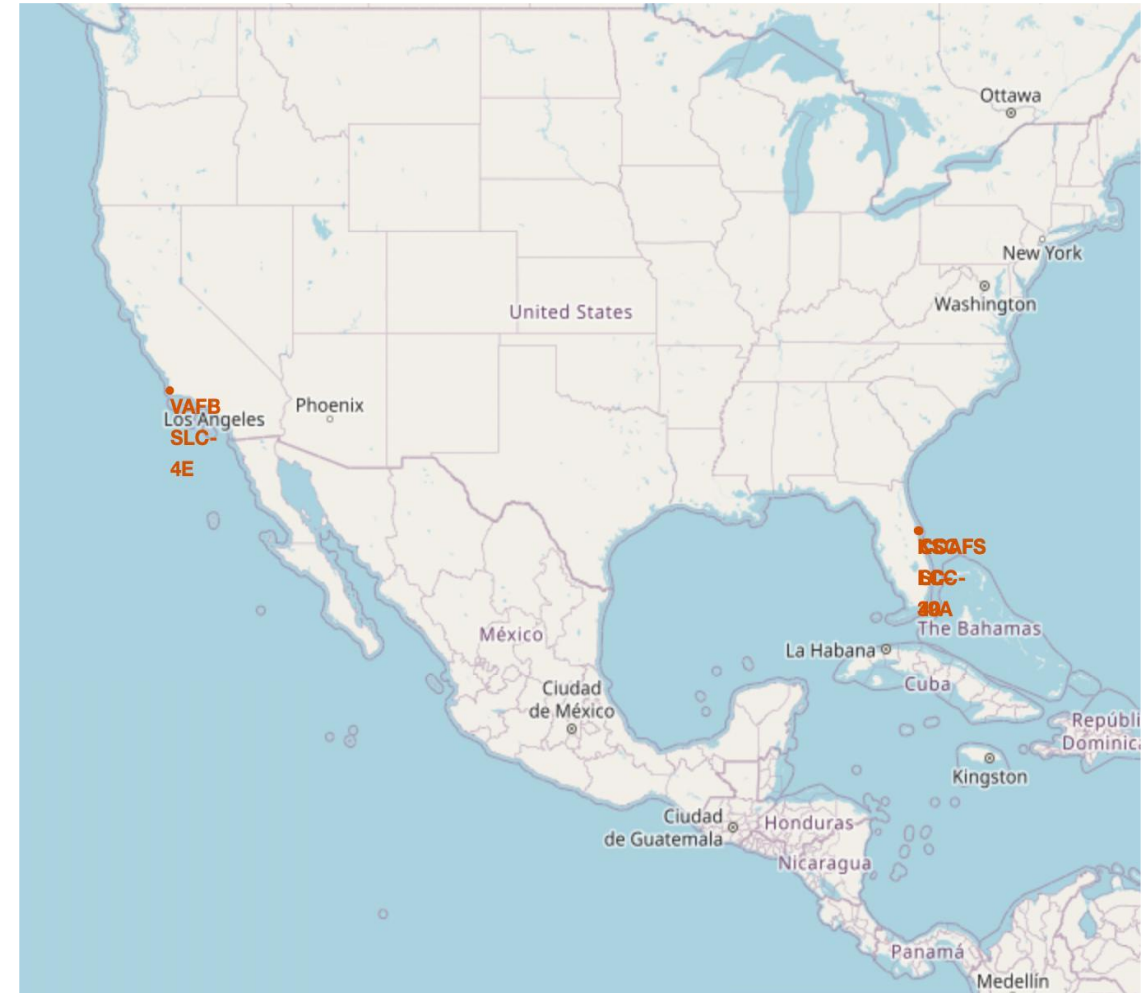 Ottawa
New York
Washington
United States
VAFB
SLC-
4E
Los Angeles
Phoenix
México
La Habana
The Bahamas
Cuba
Ciudad
de México
Repúbli
Dominica
Kingston
Ciudad
de Guatemala
Honduras
Nicaragua
Panamá
Medellín